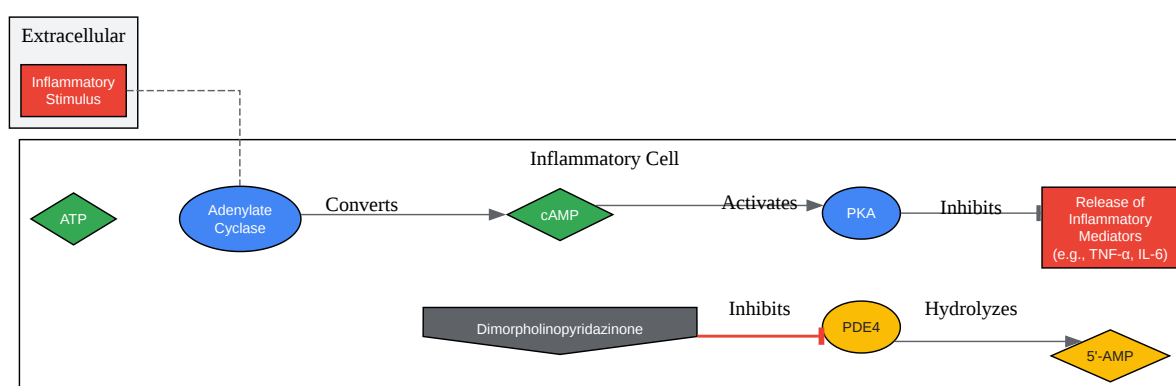 Extracellular
Inflammatory
Stimulus
Inflammatory Cell
ATP
Adenylate
Cyclase
Converts
cAMP
Activates
PKA
Inhibits
Release of
Inflammatory
Mediators
(e.g., TNF-α, IL-6)
Dimorpholinopyridazinone
Inhibits
PDE4
Hydrolyzes
5'-AMP